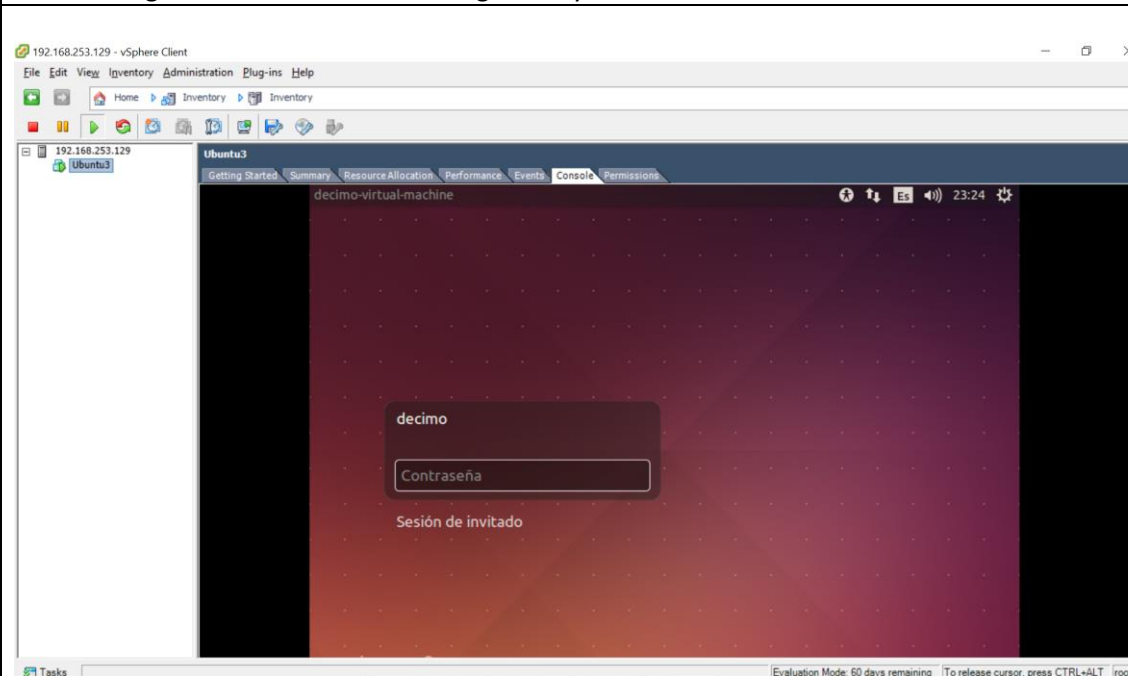 192.168.253.129 - vSphere Client
File Edit View Inventory Administration Plug-ins Help
Home Inventory Inventory
192.168.253.129
Ubuntu3
Ubuntu3
Getting Started Summary Resource Allocation Performance Events Console Permissions
decimo-virtual-machine Es 23:24
decimo
Contraseña
Sesión de invitado
Tasks Evaluation Mode: 60 days remaining To release cursor, press CTRL+ALT